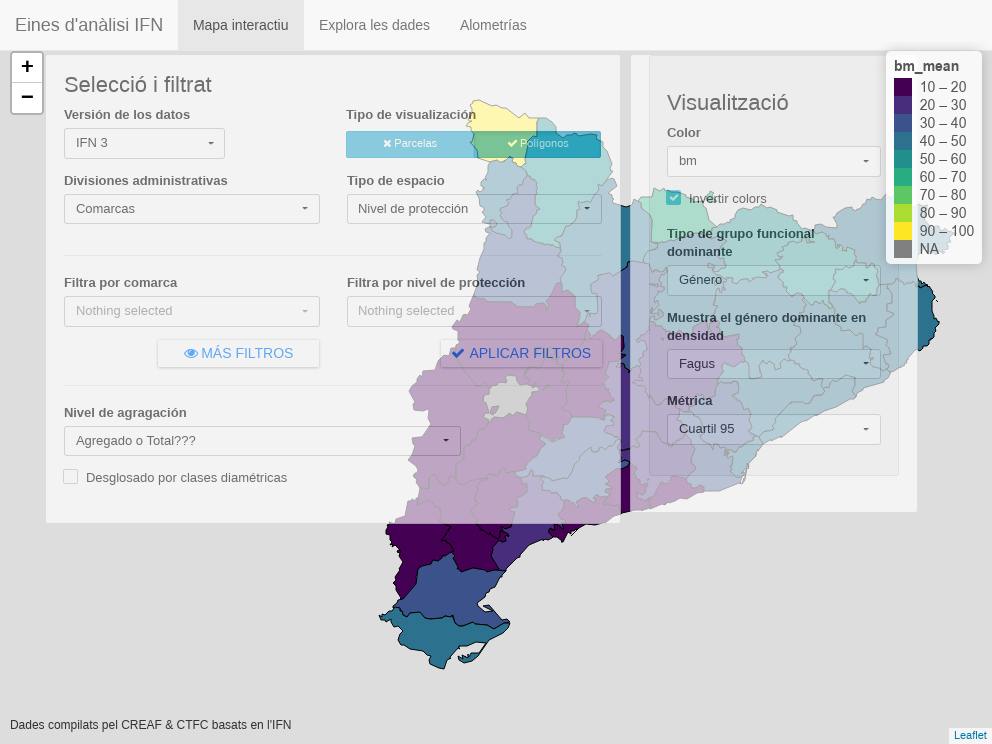 Eines d'anàlisi IFN
Mapa interactiu
Explora les dades
Alometrías
+
−
Selecció i filtrat
Versión de los datos
IFN 3
Tipo de visualización
Parcelas
Polígonos
Divisiones administrativas
Comarcas
Tipo de espacio
Nivel de protección
Filtra por comarca
Nothing selected
Filtra por nivel de protección
Nothing selected
MÁS FILTROS
APLICAR FILTROS
Nivel de agragación
Agregado o Total???
Desglosado por clases diamétricas
Visualització
Color
bm
Invertir colors
Tipo de grupo funcional
dominante
Género
Muestra el género dominante en
densidad
Fagus
Métrica
Cuartil 95
bm_mean
10 – 20
20 – 30
30 – 40
40 – 50
50 – 60
60 – 70
70 – 80
80 – 90
90 – 100
NA
Dades compilats pel CREAF & CTFC basats en l'IFN
Leaflet